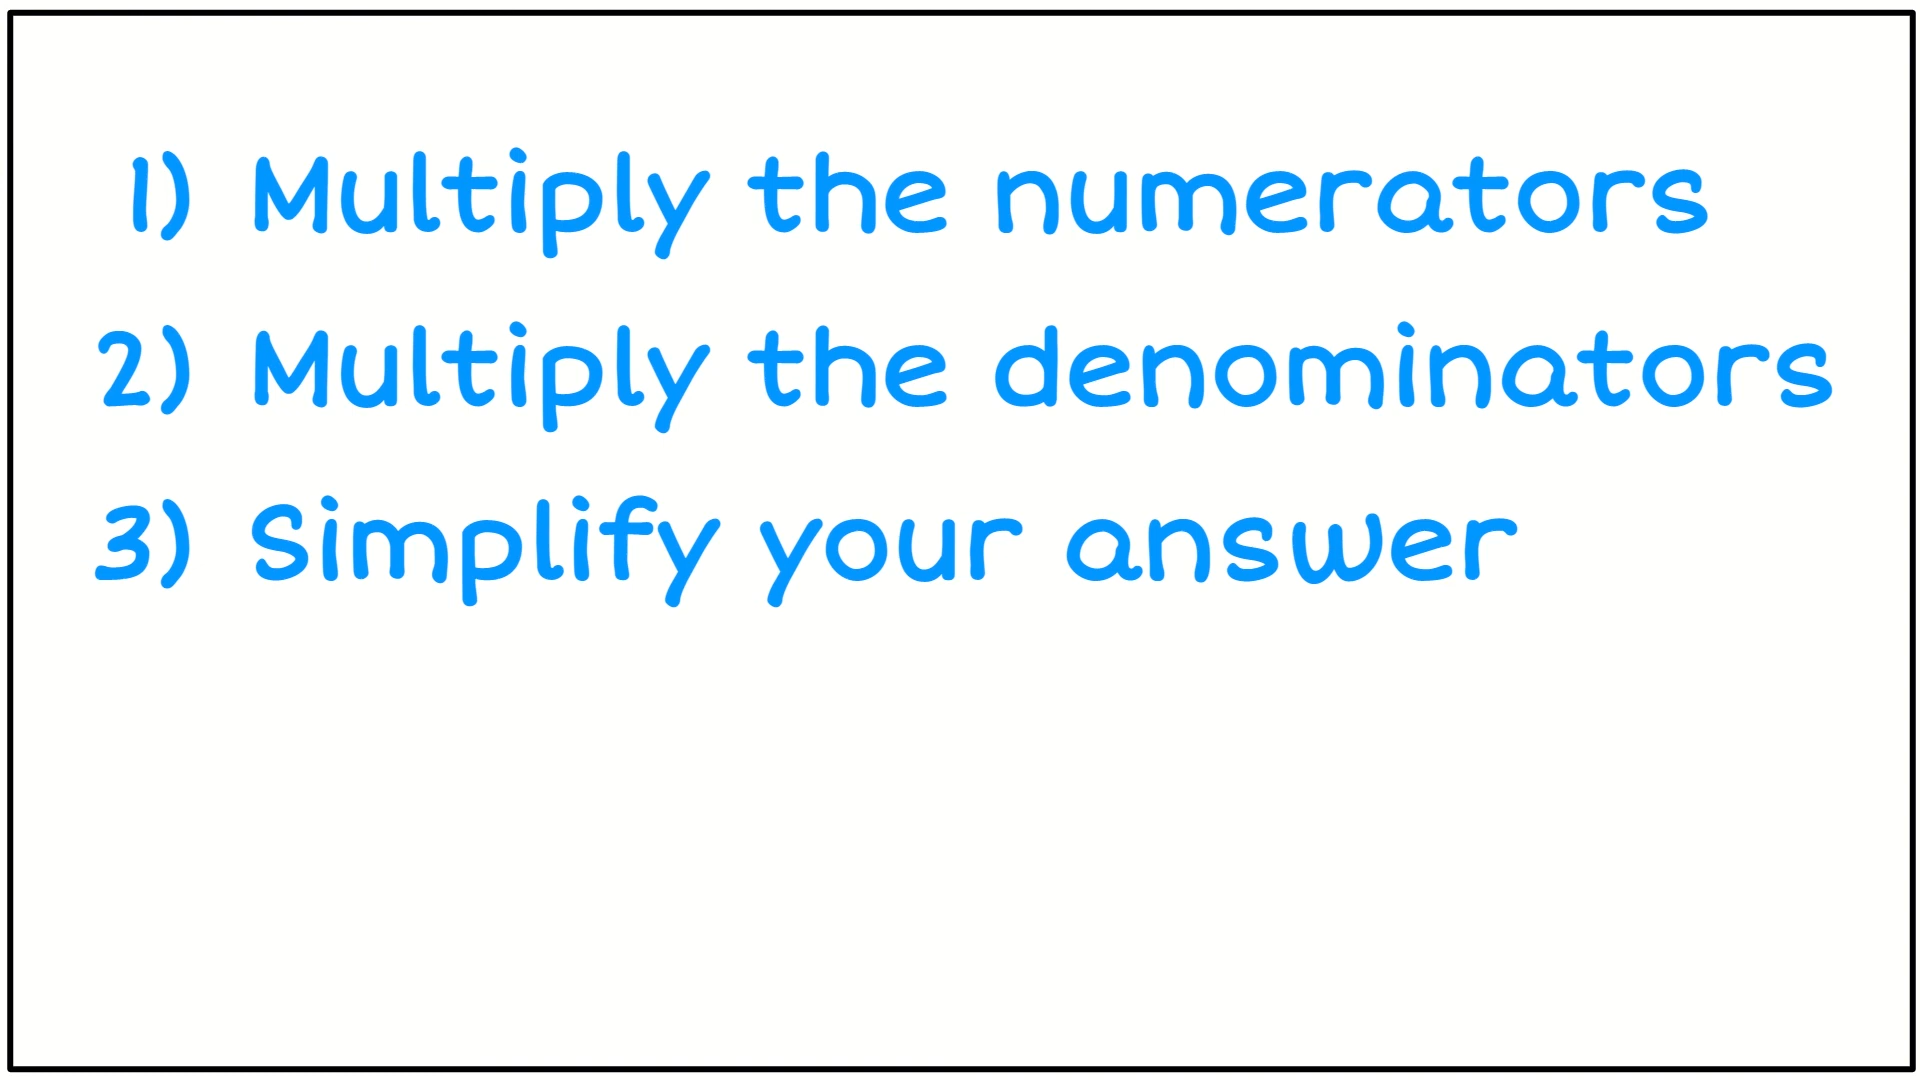 1) Multiply the numerators
2) Multiply the denominators
3) Simplify your answer